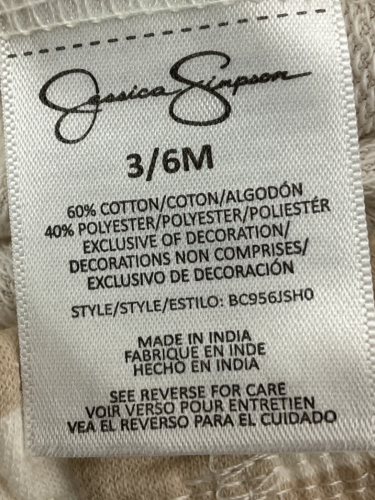 Jessica Simpson
3/6M
60% COTTON/COTON/ALGODÓN
40% POLYESTER/POLYESTER/POLIESTÉR
EXCLUSIVE OF DECORATION/
DECORATIONS NON COMPRISES/
EXCLUSIVO DE DECORACIÓN
STYLE/STYLE/ESTILO: BC956JSH0
MADE IN INDIA
FABRIQUE EN INDE
HECHO EN INDIA
SEE REVERSE FOR CARE
VOIR VERSO POUR ENTRETIEN
VEA EL REVERSO PARA EL CUIDADO